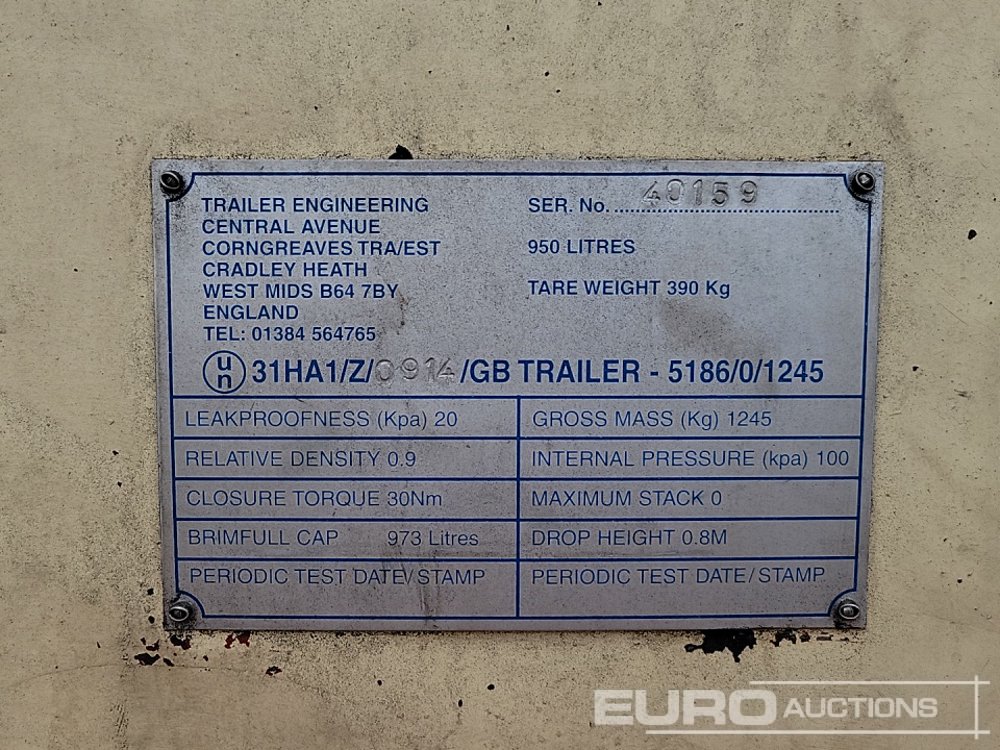 TRAILER ENGINEERING
CENTRAL AVENUE
CORNGREAVES TRA/EST
CRADLEY HEATH
WEST MIDS B64 7BY
ENGLAND
TEL: 01384 564765
SER. No. 40159
950 LITRES
TARE WEIGHT 390 Kg
un 31HA1/Z/0914/GB TRAILER - 5186/0/1245
LEAKPROOFNESS (Kpa) 20
GROSS MASS (Kg) 1245
RELATIVE DENSITY 0.9
INTERNAL PRESSURE (kpa) 100
CLOSURE TORQUE 30Nm
MAXIMUM STACK 0
BRIMFULL CAP 973 Litres
DROP HEIGHT 0.8M
PERIODIC TEST DATE/STAMP
PERIODIC TEST DATE/STAMP
EURO AUCTIONS